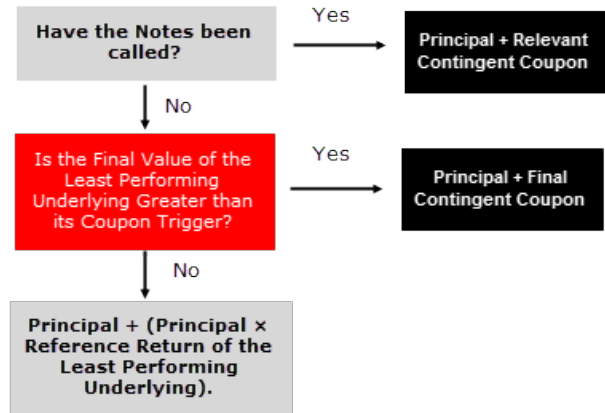 Have the Notes been
called?
Yes
Principal + Relevant
Contingent Coupon
No
Is the Final Value of the
Least Performing
Underlying Greater than
its Coupon Trigger?
Yes
Principal + Final
Contingent Coupon
No
Principal + (Principal ×
Reference Return of the
Least Performing
Underlying).